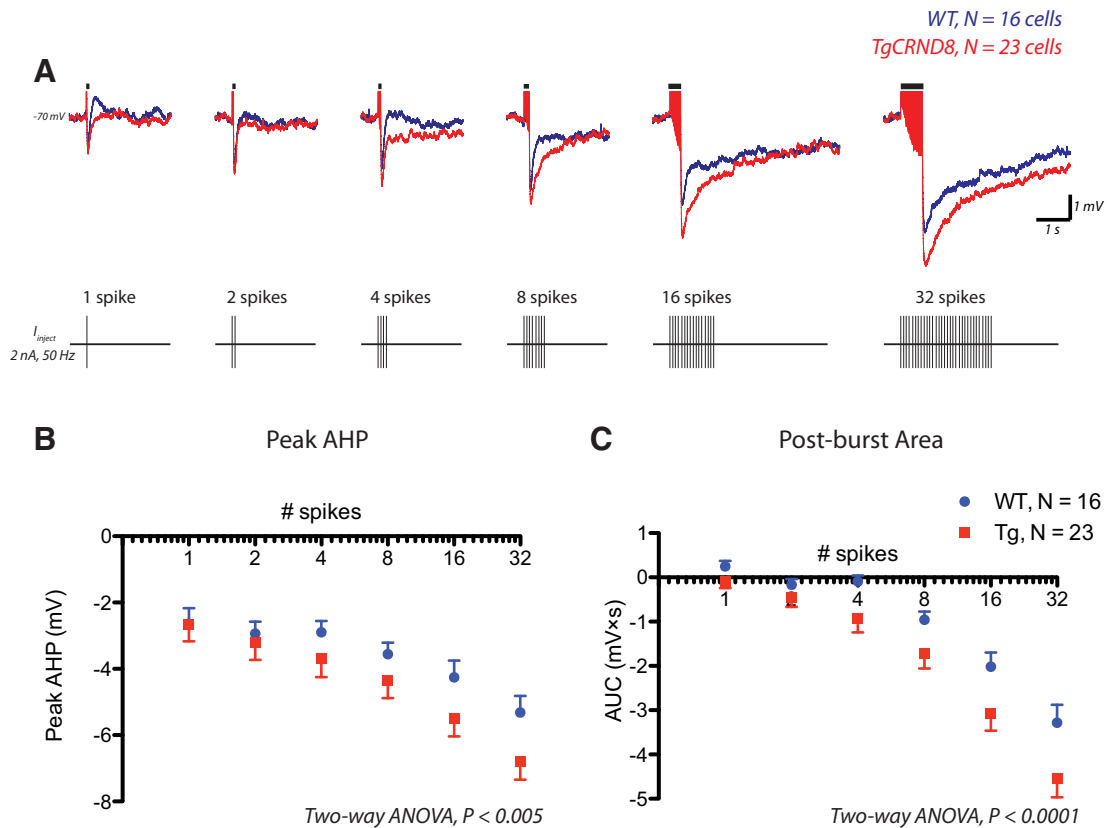 WT, N = 16 cells
TgCRND8, N = 23 cells
A
-70 mV
1 mV
1 s
1 spike
2 spikes
4 spikes
8 spikes
16 spikes
32 spikes
I inject
2 nA, 50 Hz
B
Peak AHP
# spikes
0
1
2
4
8
16
32
-2
-4
-6
-8
Peak AHP (mV)
Two-way ANOVA, P < 0.005
C
Post-burst Area
WT, N = 16
Tg, N = 23
# spikes
1
0
1
4
8
16
32
-1
-2
-3
-4
-5
AUC (mV×s)
Two-way ANOVA, P < 0.0001